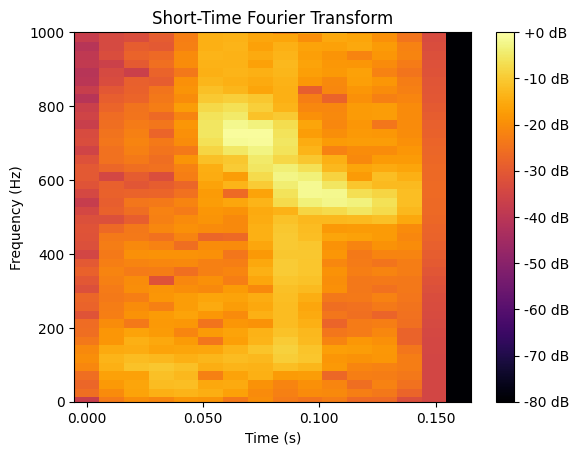 Short-Time Fourier Transform
Frequency (Hz)
1000
800
600
400
200
0
0.000
0.050
0.100
0.150
Time (s)
+0 dB
-10 dB
-20 dB
-30 dB
-40 dB
-50 dB
-60 dB
-70 dB
-80 dB